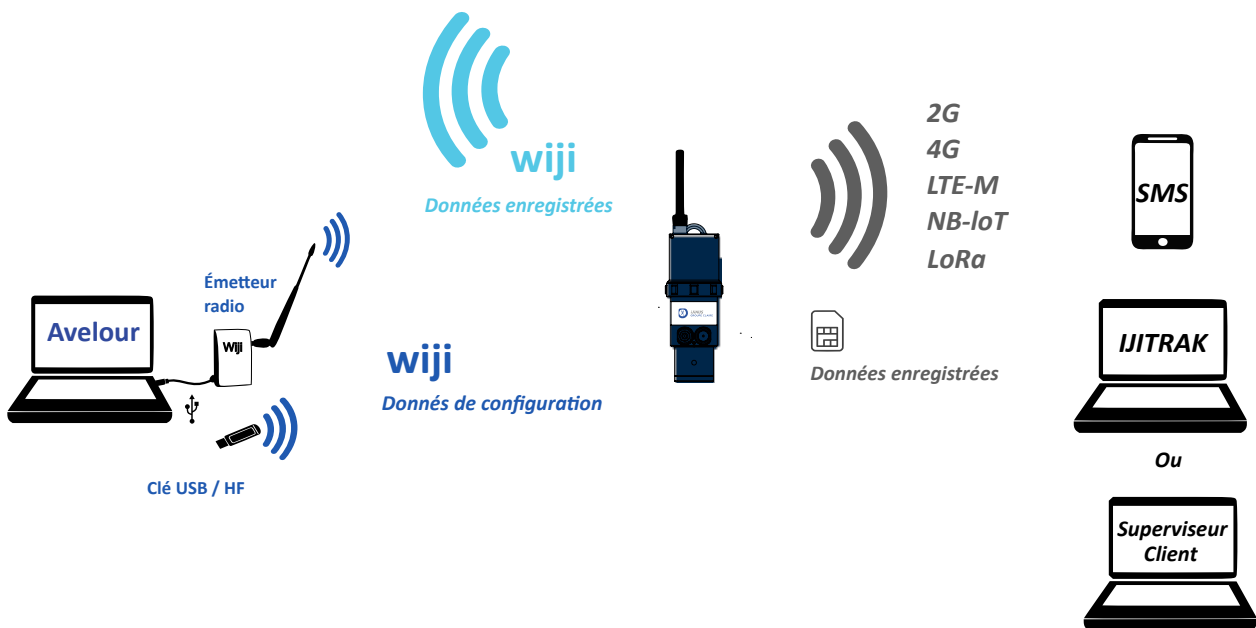 wiji
Données enregistrées
Émetteur
radio
Avelour
Wiji
wiji
Donnés de configuration
Clé USB / HF
2G
4G
LTE-M
NB-loT
LoRa
Données enregistrées
SMS
IJITRAK
Ou
Superviseur
Client